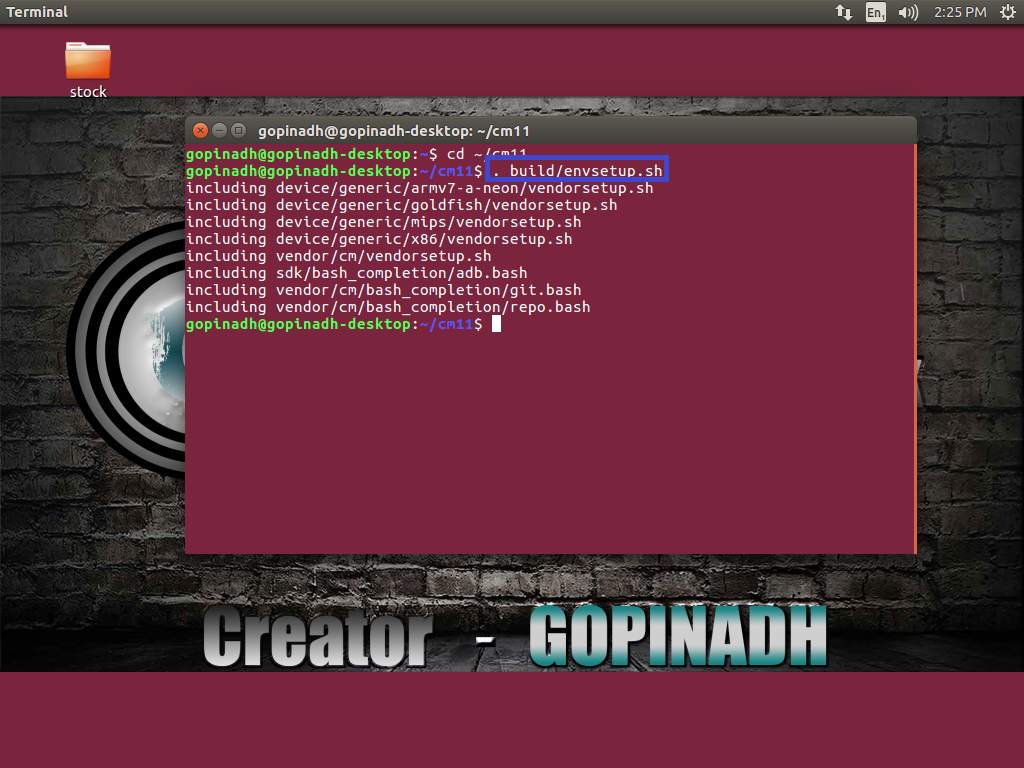 Terminal
En1 2:25 PM
stock
gopinadh@gopinadh-desktop: ~/cm11
gopinadh@gopinadh-desktop:~$ cd ~/cm11
gopinadh@gopinadh-desktop:~/cm11$ . build/envsetup.sh
including device/generic/armv7-a-neon/vendorsetup.sh
including device/generic/goldfish/vendorsetup.sh
including device/generic/mips/vendorsetup.sh
including device/generic/x86/vendorsetup.sh
including vendor/cm/vendorsetup.sh
including sdk/bash_completion/adb.bash
including vendor/cm/bash_completion/git.bash
including vendor/cm/bash_completion/repo.bash
gopinadh@gopinadh-desktop:~/cm11$
Creator - GOPINADH